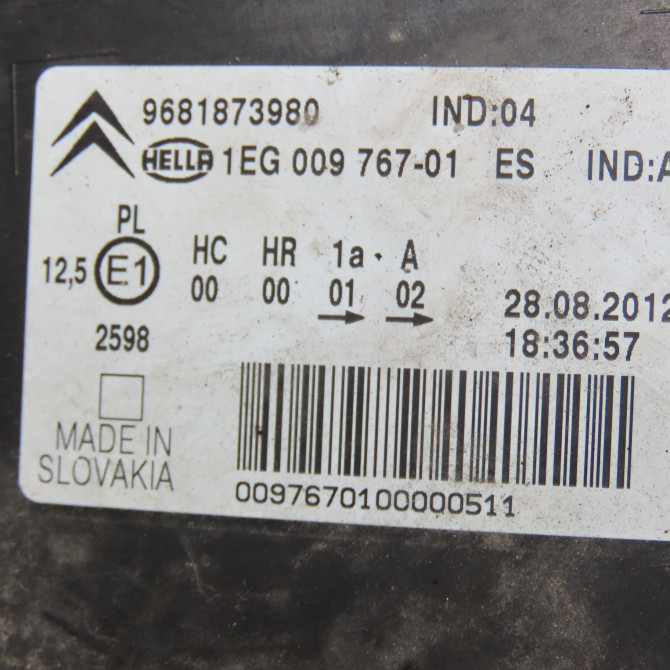 9681873980 IND:04
HELLA 1EG 009 767-01 ES IND:A
PL
12,5 E1 HC HR 1a · A
00 00 01 02
28.08.2012
2598 18:36:57
MADE IN
SLOVAKIA
0097670100000511